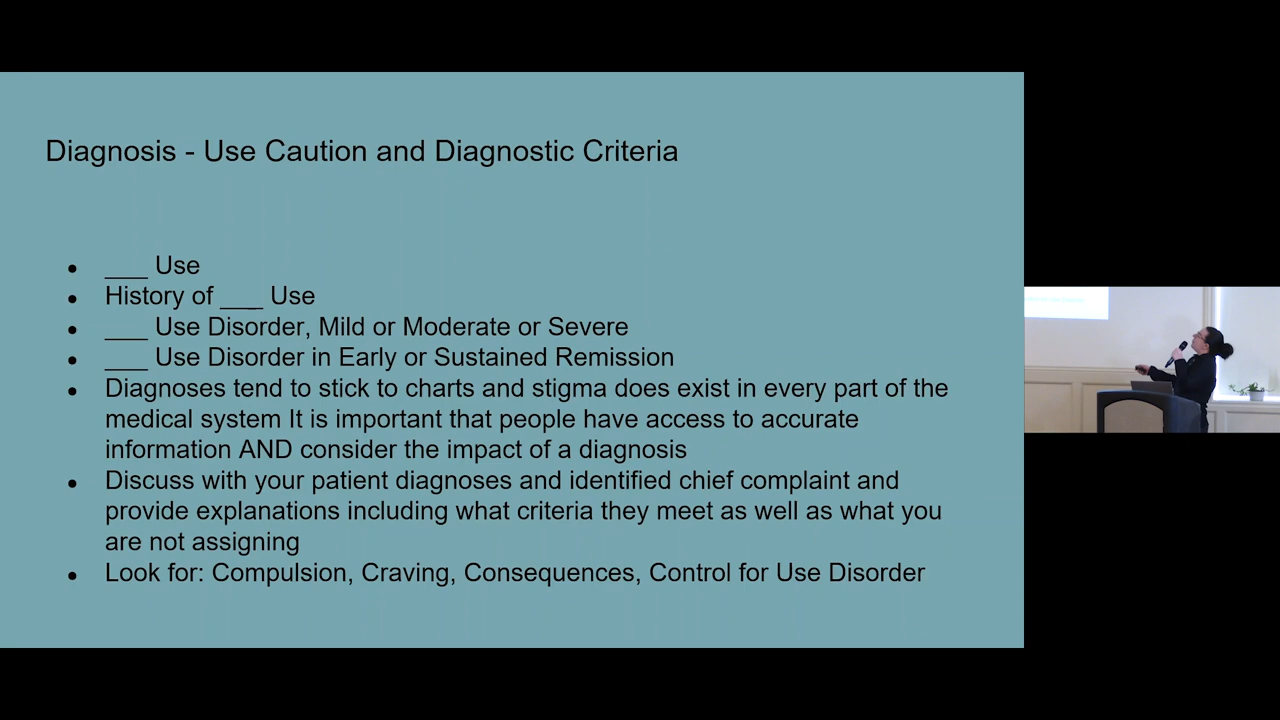 Diagnosis - Use Caution and Diagnostic Criteria
● ___ Use
● History of ___ Use
● ___ Use Disorder, Mild or Moderate or Severe
● ___ Use Disorder in Early or Sustained Remission
● Diagnoses tend to stick to charts and stigma does exist in every part of the
medical system It is important that people have access to accurate
information AND consider the impact of a diagnosis
● Discuss with your patient diagnoses and identified chief complaint and
provide explanations including what criteria they meet as well as what you
are not assigning
● Look for: Compulsion, Craving, Consequences, Control for Use Disorder